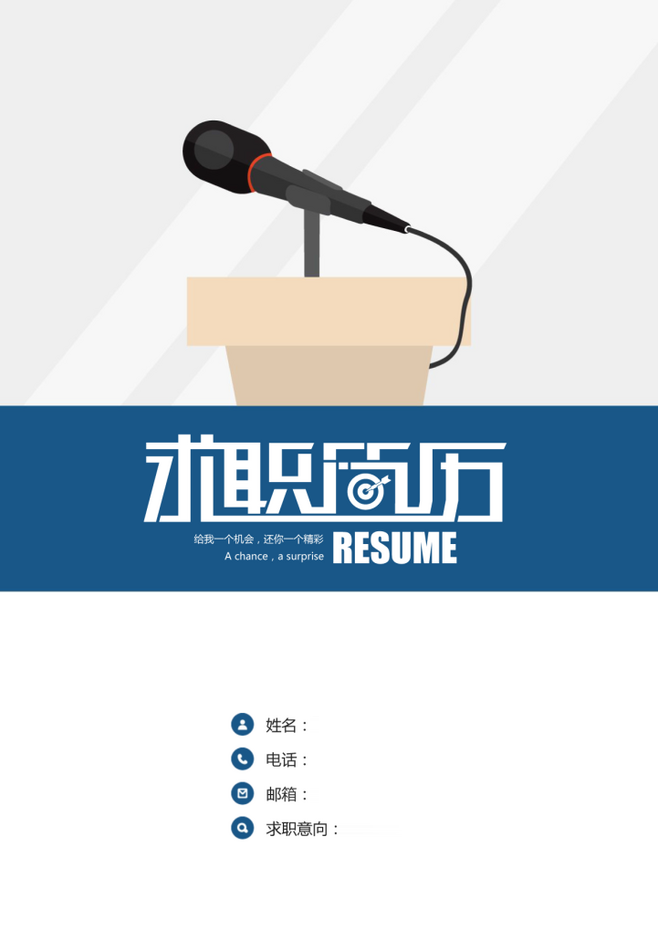 求职简历
给我一个机会，还你一个精彩
A chance，a surprise
RESUME
姓名：
电话：
邮箱：
求职意向：